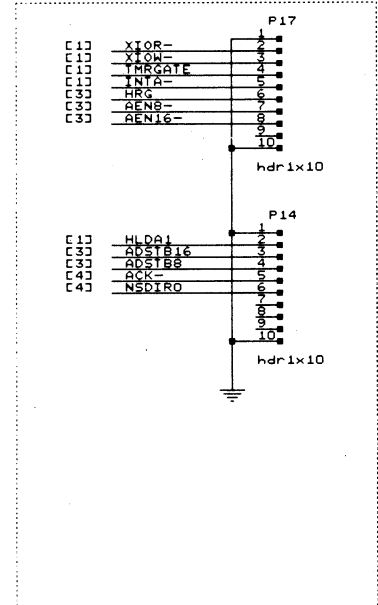 P17
1
[1] XIOR- 2
[1] XIOW- 3
[1] TMRGATE 4
[1] INTA- 5
[3] HRG 6
[3] AEN8- 7
[3] AEN16- 8
9
10
hdr1x10
P14
1
[1] HLDA1 2
[3] ADSTB16 3
[3] ADSTB8 4
[4] ACK- 5
[4] NSDIRO 6
7
8
9
10
hdr1x10